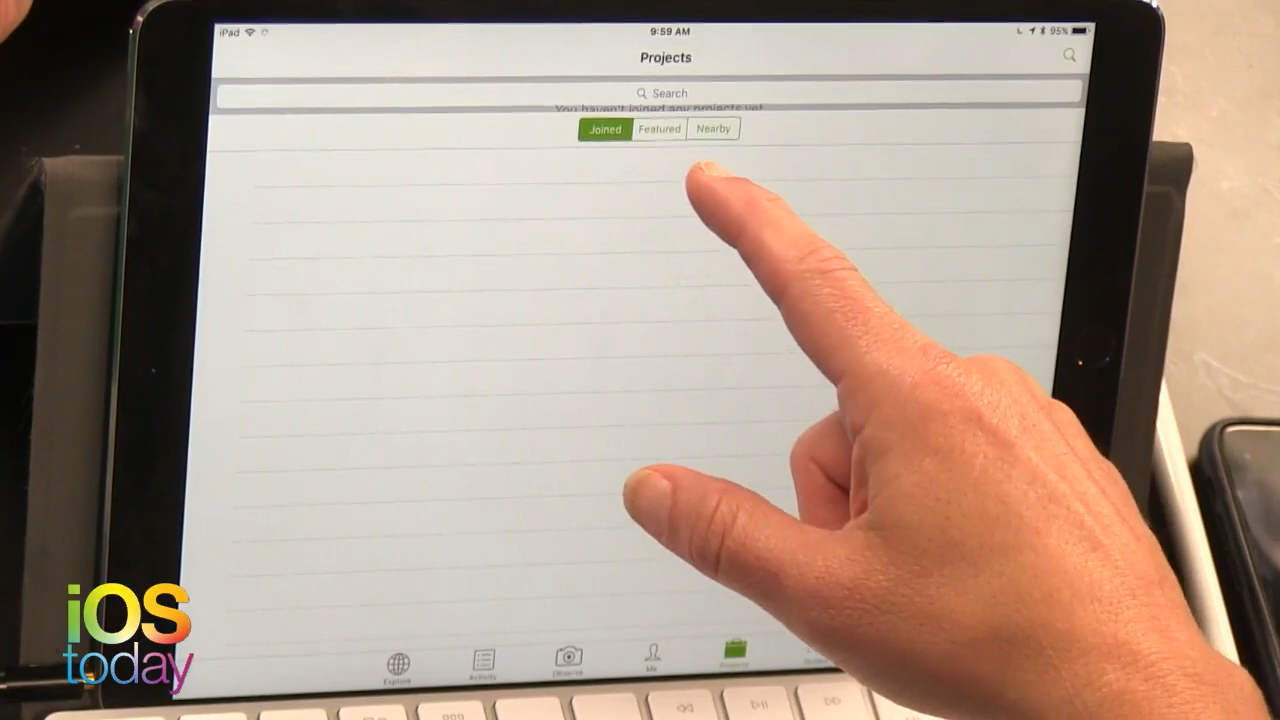 iPad
9:59 AM
95%
Projects
Search
You haven't joined any projects yet
Joined
Featured
Nearby
Explore
Activity
Observe
Me
Projects
iOS
today